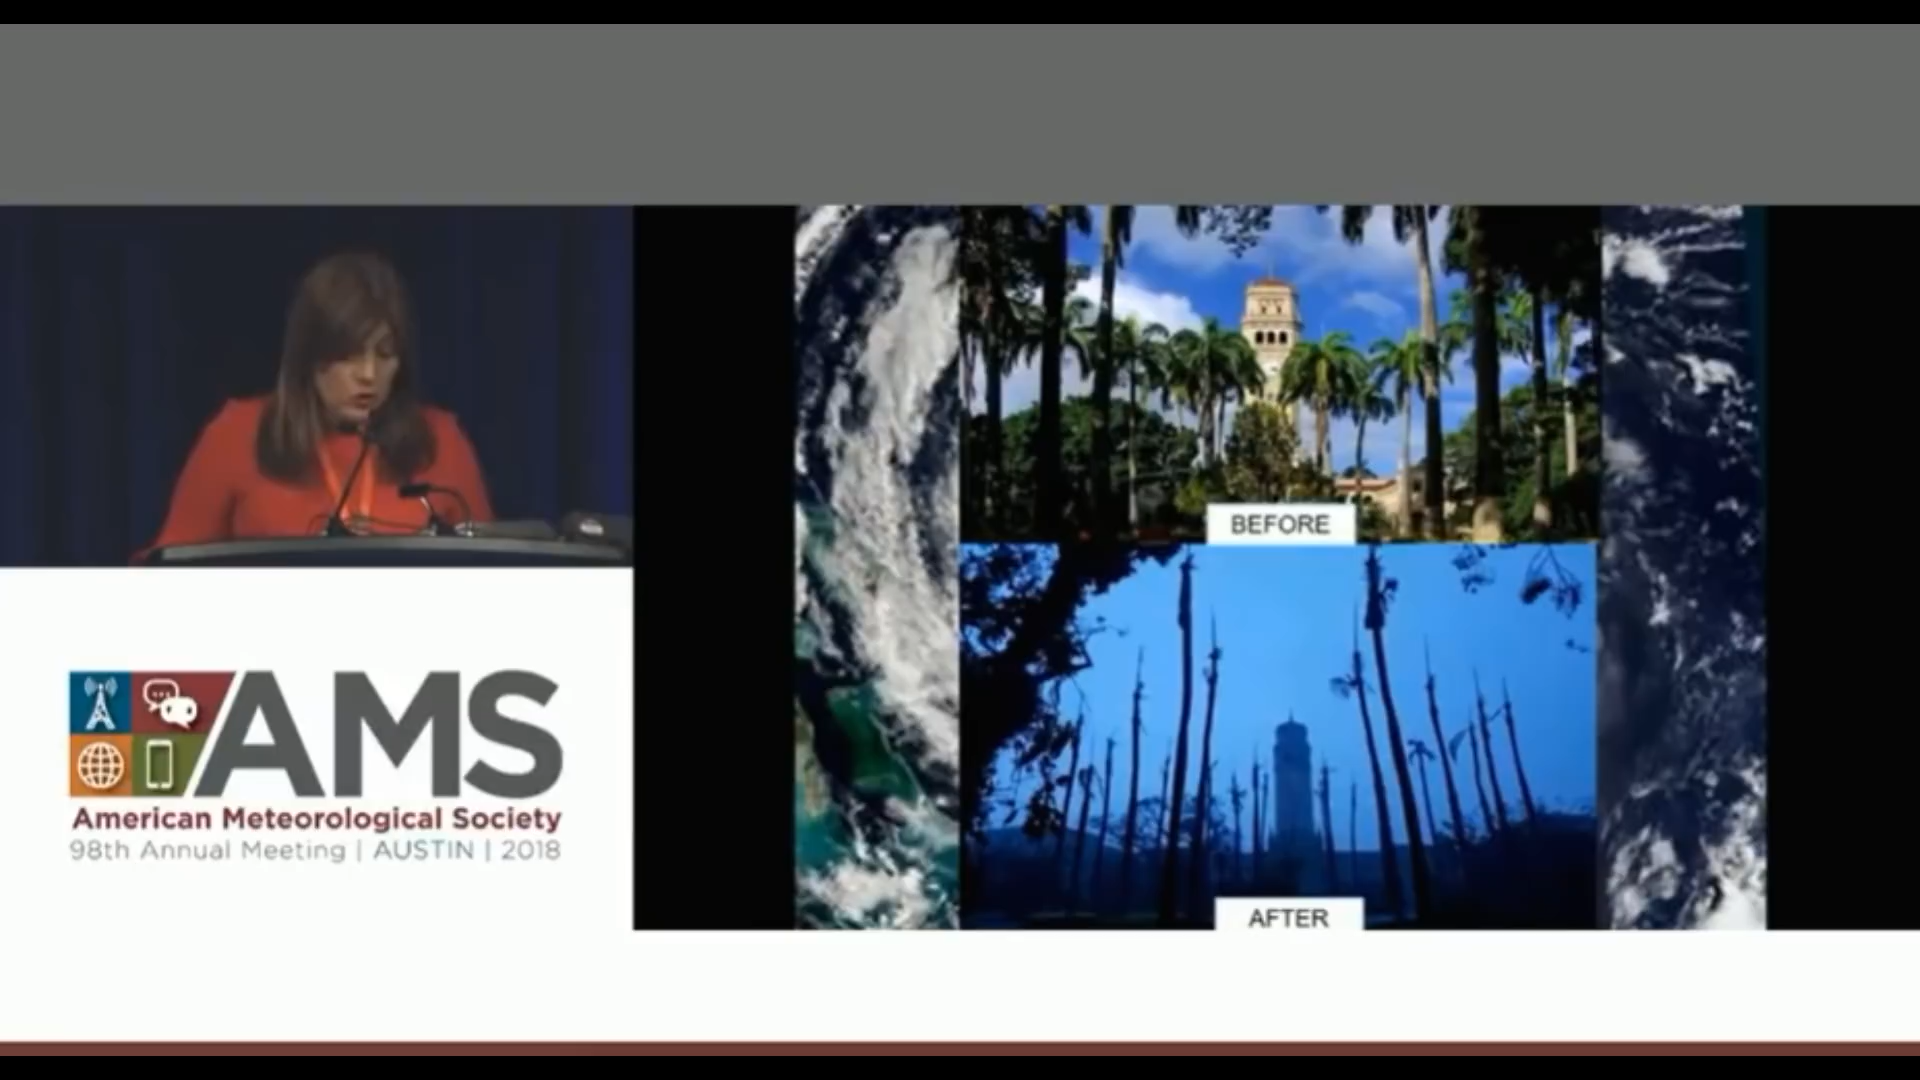 BEFORE
AFTER
AMS
American Meteorological Society
98th Annual Meeting | AUSTIN | 2018